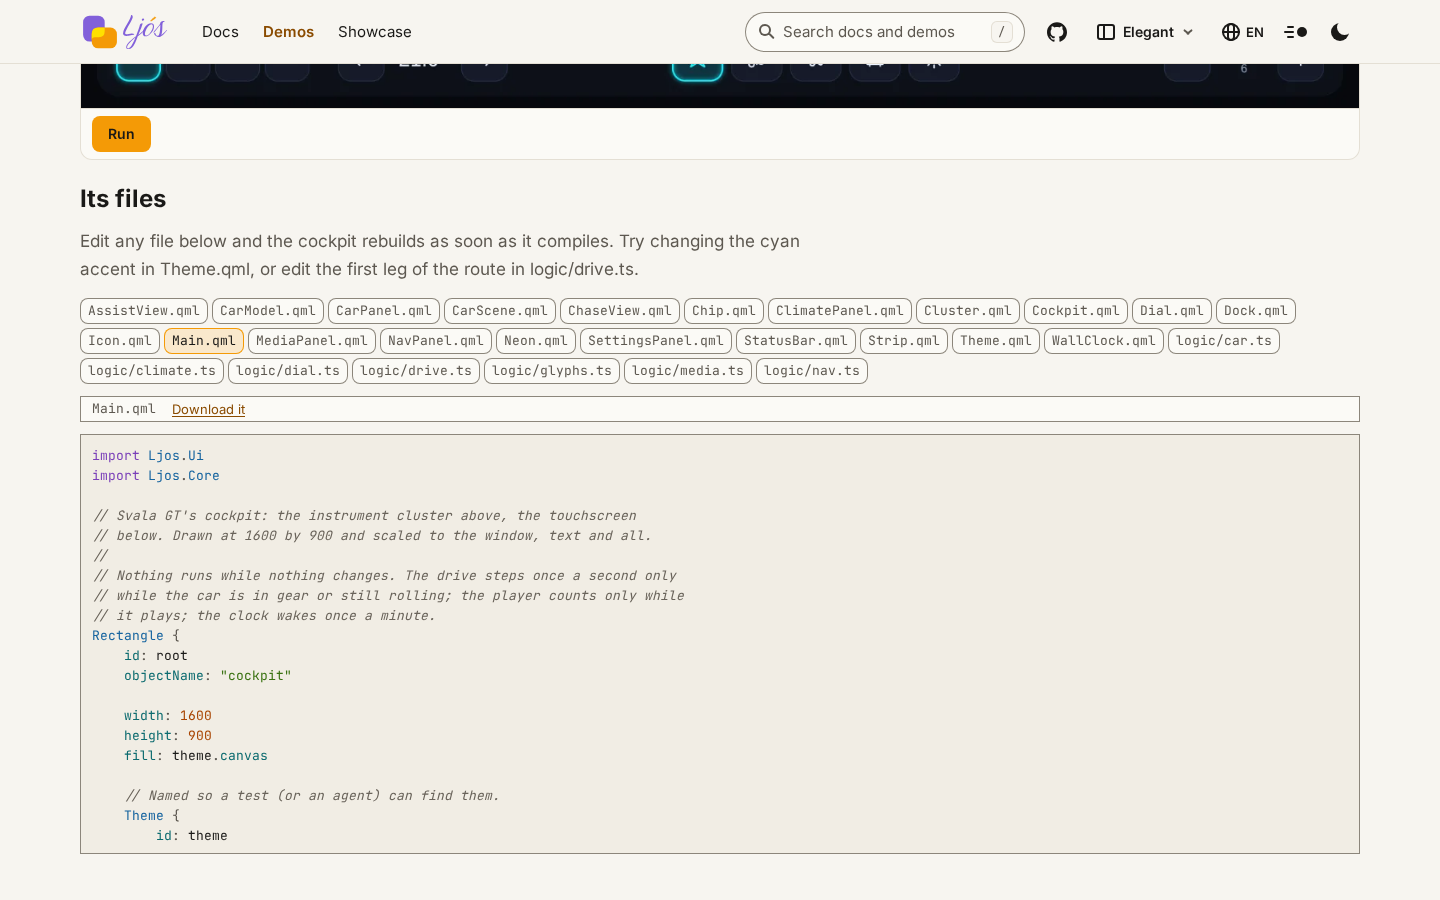 Ljós
Docs
Demos
Showcase
Search docs and demos
/
Elegant
EN
6
Run
Its files
Edit any file below and the cockpit rebuilds as soon as it compiles. Try changing the cyan
accent in Theme.qml, or edit the first leg of the route in logic/drive.ts.
AssistView.qml CarModel.qml CarPanel.qml CarScene.qml ChaseView.qml Chip.qml ClimatePanel.qml Cluster.qml Cockpit.qml Dial.qml Dock.qml
Icon.qml Main.qml MediaPanel.qml NavPanel.qml Neon.qml SettingsPanel.qml StatusBar.qml Strip.qml Theme.qml WallClock.qml logic/car.ts
logic/climate.ts logic/dial.ts logic/drive.ts logic/glyphs.ts logic/media.ts logic/nav.ts
Main.qml Download it
import Ljos.Ui
import Ljos.Core
// Svala GT's cockpit: the instrument cluster above, the touchscreen
// below. Drawn at 1600 by 900 and scaled to the window, text and all.
//
// Nothing runs while nothing changes. The drive steps once a second only
// while the car is in gear or still rolling; the player counts only while
// it plays; the clock wakes once a minute.
Rectangle {
id: root
objectName: "cockpit"
width: 1600
height: 900
fill: theme.canvas
// Named so a test (or an agent) can find them.
Theme {
id: theme